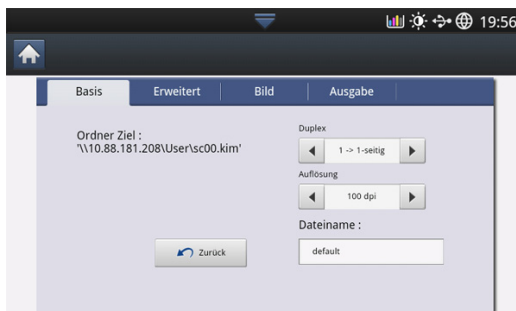 19:56
Basis
Erweitert
Bild
Ausgabe
Ordner Ziel :
'\\10.88.181.208\User\sc00.kim'
Duplex
1 -> 1-seitig
Auflösung
100 dpi
Dateiname :
default
Zurück